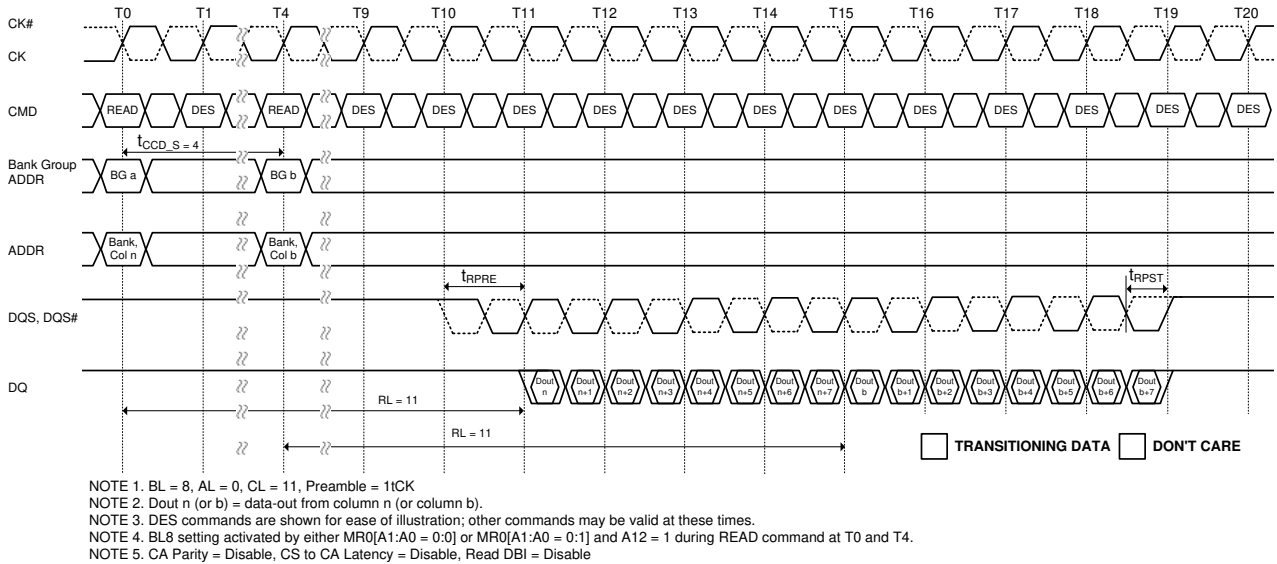 T0 T1 T4 T9 T10 T11 T12 T13 T14 T15 T16 T17 T18 T19 T20
CK#
CK
CMD READ DES READ DES DES DES DES DES DES DES DES DES DES DES DES
tCCD_S = 4
Bank Group
ADDR
BG a BG b
ADDR
Bank, Bank,
Col n Col b
tRPRE tRPST
DQS, DQS#
DQ
Dout Dout Dout Dout Dout Dout Dout Dout Dout Dout Dout Dout Dout Dout Dout Dout
n n+1 n+2 n+3 n+4 n+5 n+6 n+7 b b+1 b+2 b+3 b+4 b+5 b+6 b+7
RL = 11
RL = 11
TRANSITIONING DATA DON'T CARE
NOTE 1. BL = 8, AL = 0, CL = 11, Preamble = 1tCK
NOTE 2. Dout n (or b) = data-out from column n (or column b).
NOTE 3. DES commands are shown for ease of illustration; other commands may be valid at these times.
NOTE 4. BL8 setting activated by either MR0[A1:A0 = 0:0] or MR0[A1:A0 = 0:1] and A12 = 1 during READ command at T0 and T4.
NOTE 5. CA Parity = Disable, CS to CA Latency = Disable, Read DBI = Disable